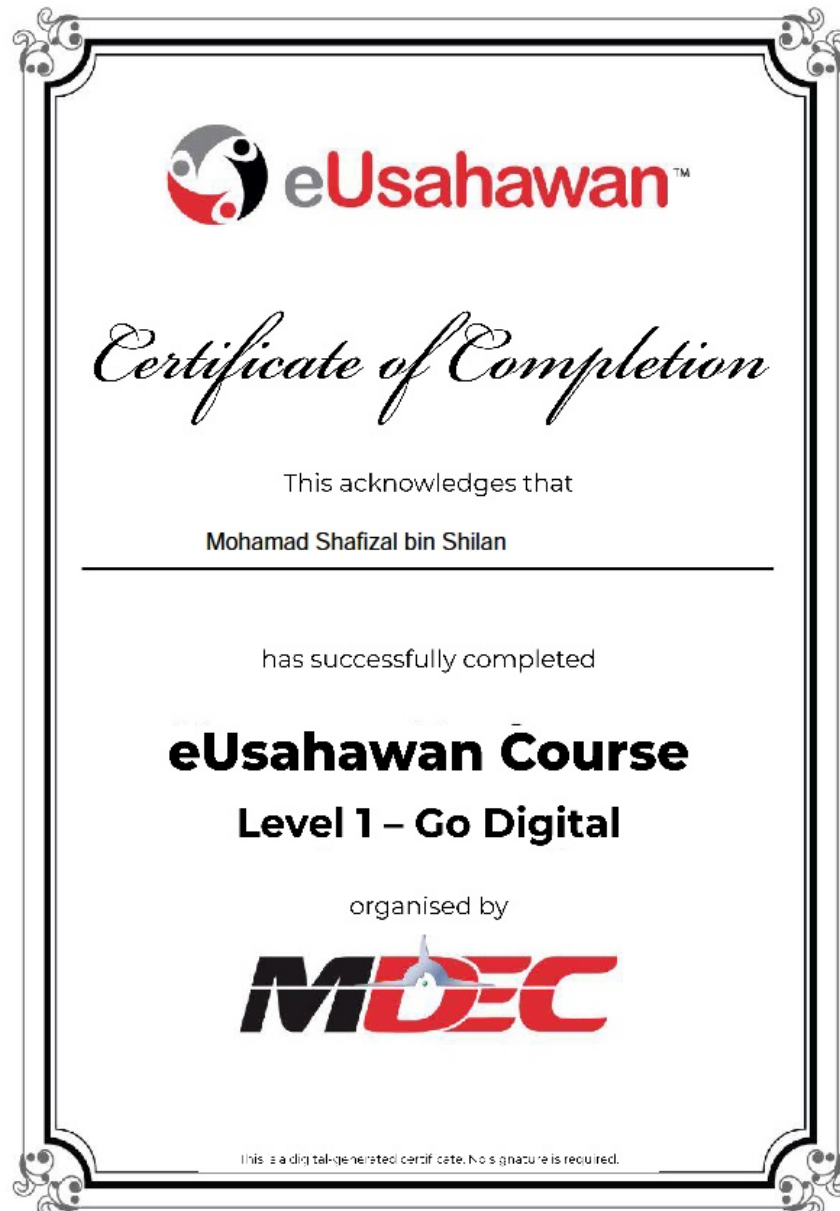 eUsahawan™
Certificate of Completion
This acknowledges that
Mohamad Shafizal bin Shilan
has successfully completed
eUsahawan Course
Level 1 – Go Digital
organised by
MDEC
This is a digital-generated certificate. No signature is required.